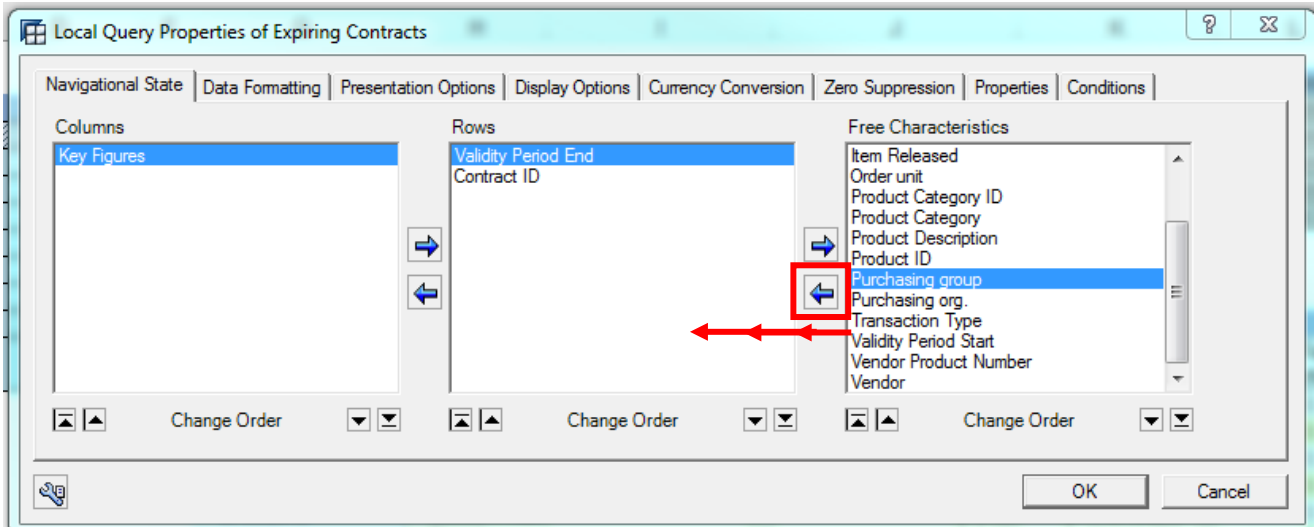 Local Query Properties of Expiring Contracts
Navigational State Data Formatting Presentation Options Display Options Currency Conversion Zero Suppression Properties Conditions
Columns
Key Figures
Change Order
Rows
Validity Period End
Contract ID
Change Order
Free Characteristics
Item Released
Order unit
Product Category ID
Product Category
Product Description
Product ID
Purchasing group
Purchasing org.
Transaction Type
Validity Period Start
Vendor Product Number
Vendor
Change Order
OK Cancel